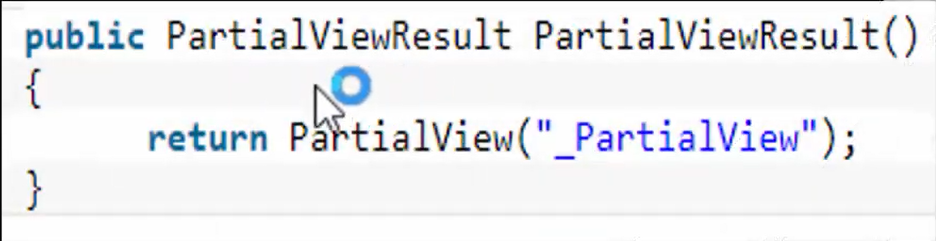 public PartialViewResult PartialViewResult()
{
return PartialView("_PartialView");
}